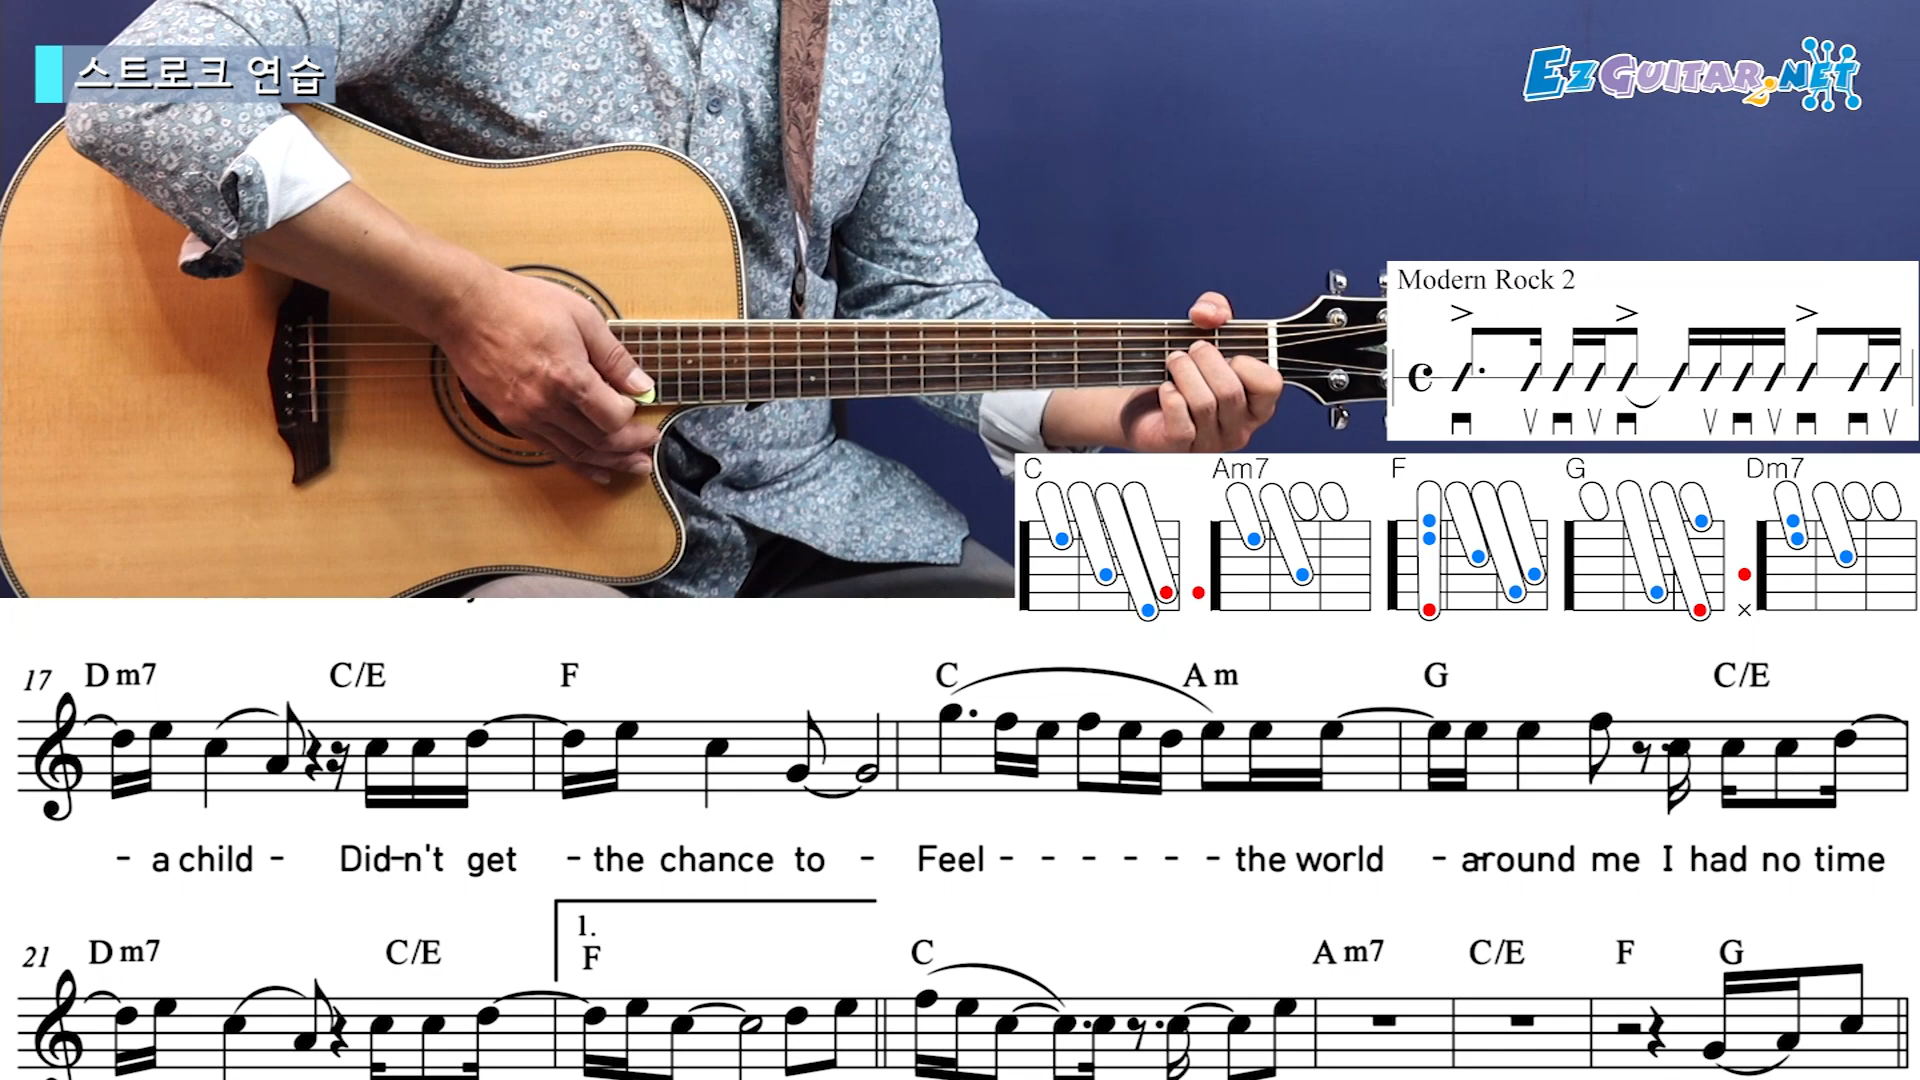 스트로크 연습
EzGuitar.net
Modern Rock 2
C Am7 F G Dm7
17 Dm7 C/E F C Am G C/E
- a child - Did-n't get - the chance to - Feel - - - - - - the world - around me I had no time
1.
21 Dm7 C/E F C Am7 C/E F G